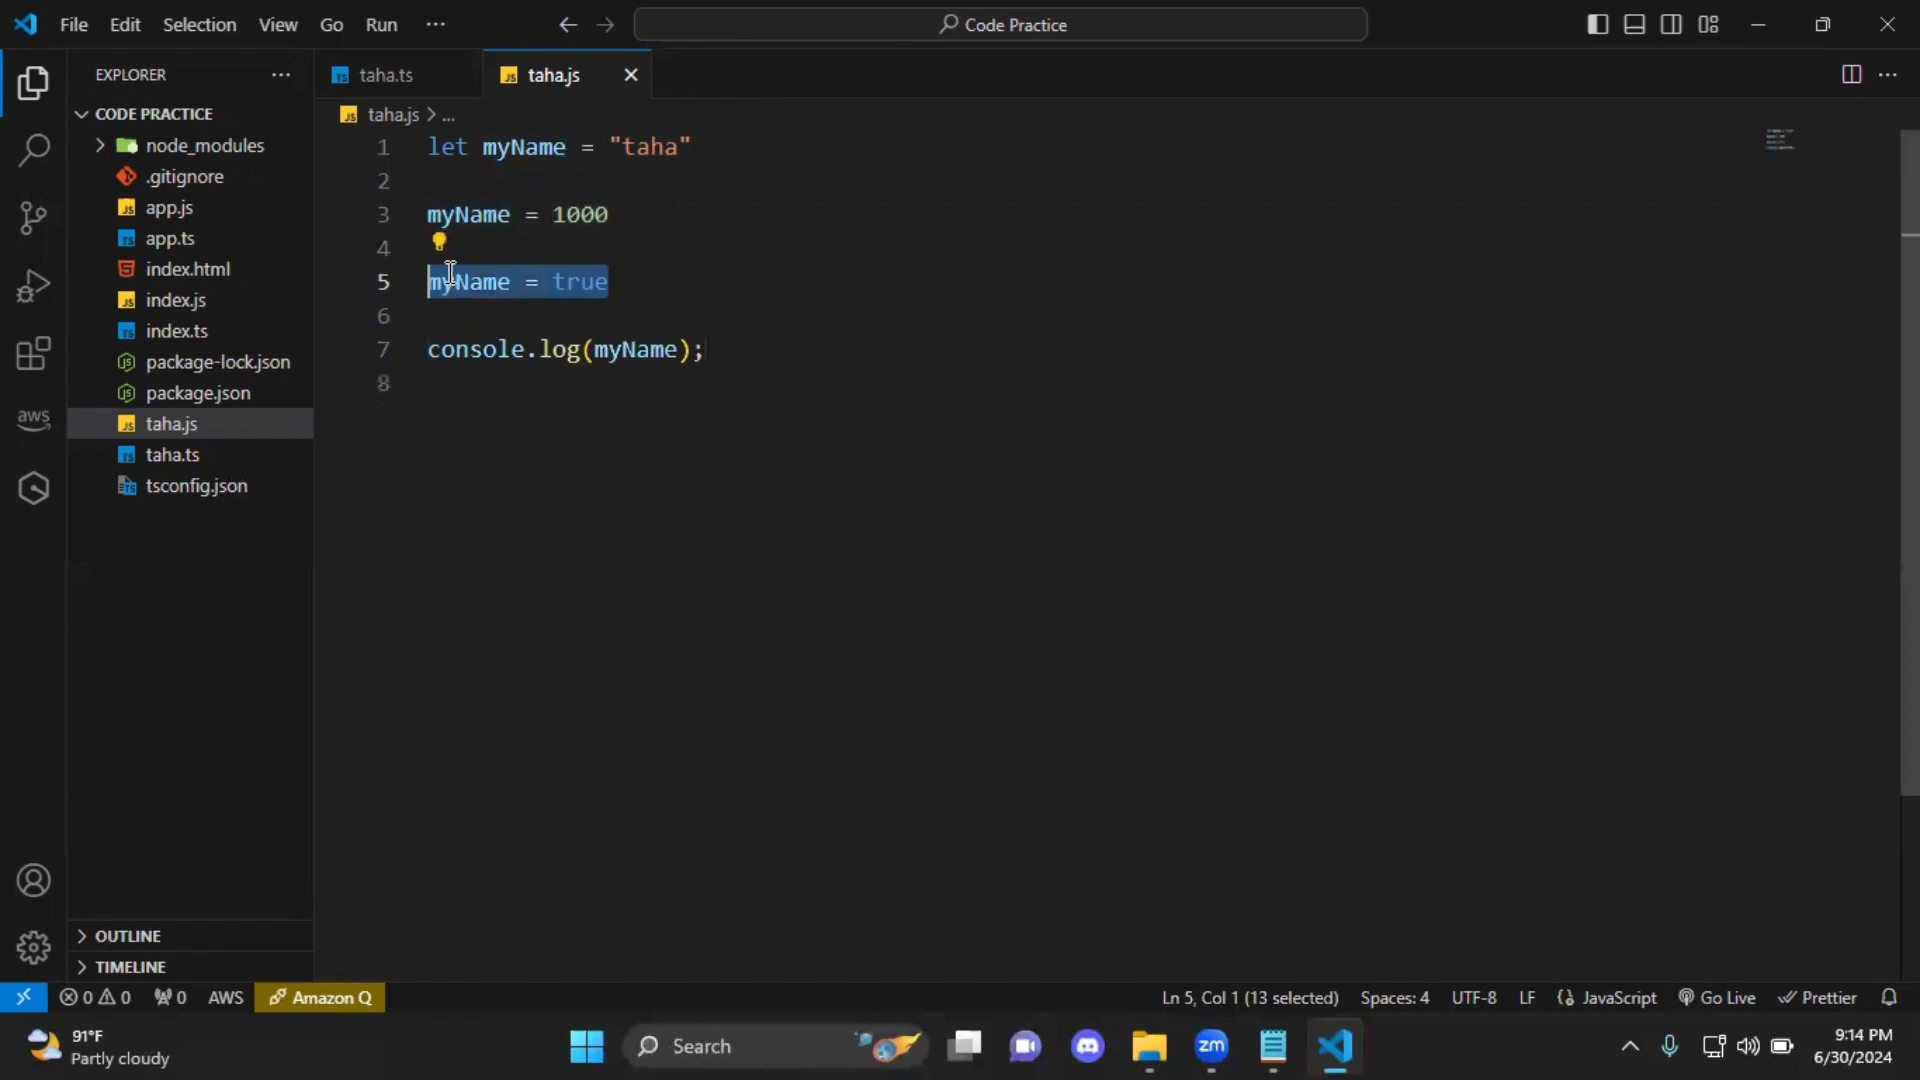 File Edit Selection View Go Run ··· Code Practice
EXPLORER ···
taha.ts
taha.js
CODE PRACTICE
taha.js > ...
node_modules
.gitignore
app.js
app.ts
index.html
index.js
index.ts
package-lock.json
package.json
taha.js
taha.ts
tsconfig.json
1 let myName = "taha"
2
3 myName = 1000
4
5 myName = true
6
7 console.log(myName);
8
aws
OUTLINE
TIMELINE
0 0 0 AWS Amazon Q Ln 5, Col 1 (13 selected) Spaces: 4 UTF-8 LF JavaScript Go Live Prettier
91°F
Partly cloudy
Search
zm
9:14 PM
6/30/2024